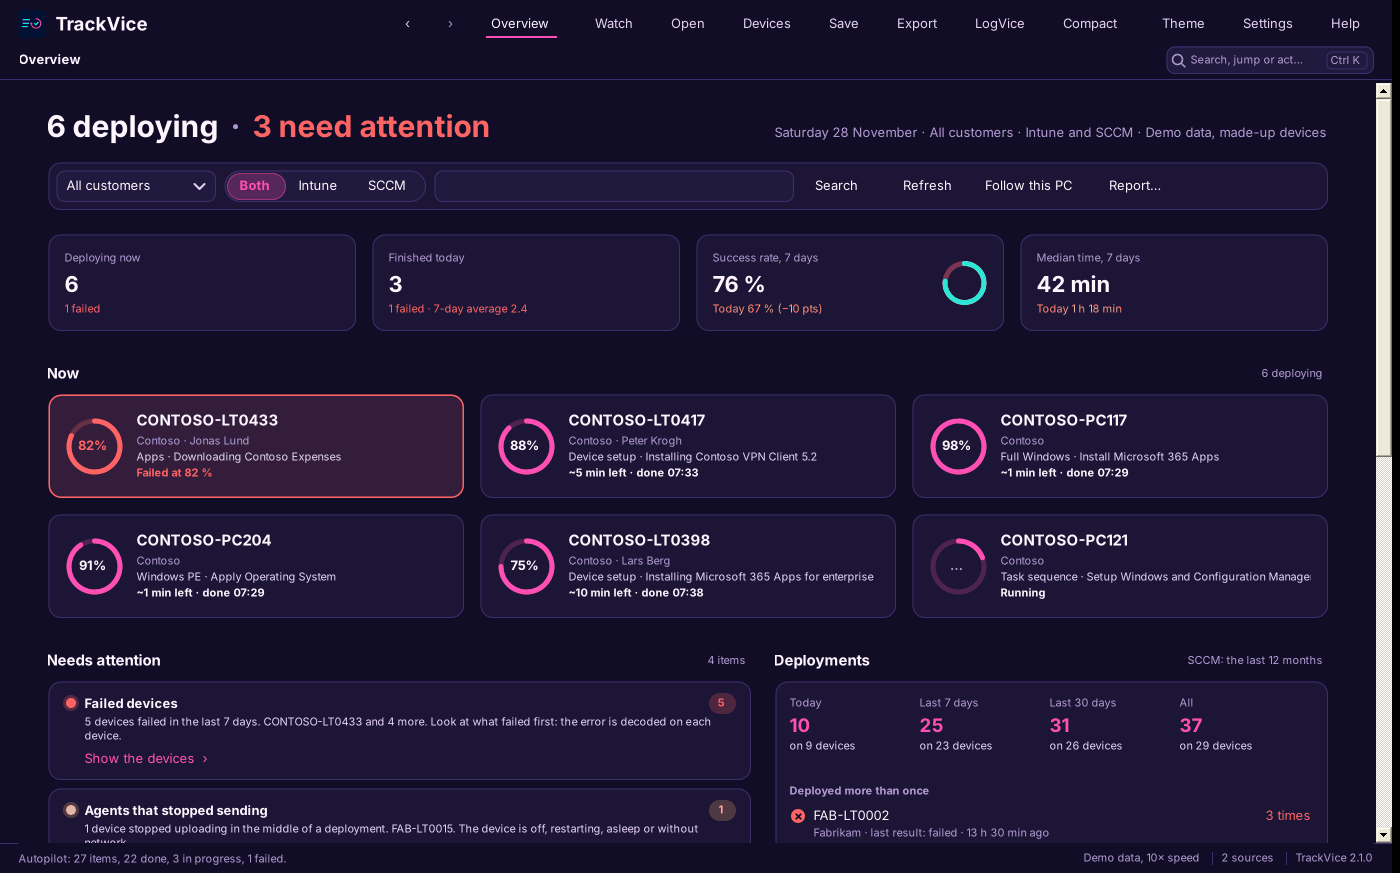 TrackVice
‹ › Overview Watch Open Devices Save Export LogVice Compact Theme Settings Help
Overview
Search, jump or act... Ctrl K
6 deploying · 3 need attention
Saturday 28 November · All customers · Intune and SCCM · Demo data, made-up devices
All customers Both Intune SCCM Search Refresh Follow this PC Report...
Deploying now
6
1 failed
Finished today
3
1 failed · 7-day average 2.4
Success rate, 7 days
76 %
Today 67 % (−10 pts)
Median time, 7 days
42 min
Today 1 h 18 min
Now
6 deploying
82%
CONTOSO-LT0433
Contoso · Jonas Lund
Apps · Downloading Contoso Expenses
Failed at 82 %
88%
CONTOSO-LT0417
Contoso · Peter Krogh
Device setup · Installing Contoso VPN Client 5.2
~5 min left · done 07:33
98%
CONTOSO-PC117
Contoso
Full Windows · Install Microsoft 365 Apps
~1 min left · done 07:29
91%
CONTOSO-PC204
Contoso
Windows PE · Apply Operating System
~1 min left · done 07:29
75%
CONTOSO-LT0398
Contoso · Lars Berg
Device setup · Installing Microsoft 365 Apps for enterprise
~10 min left · done 07:38
...
CONTOSO-PC121
Contoso
Task sequence · Setup Windows and Configuration Manager
Running
Needs attention
4 items
Failed devices
5
5 devices failed in the last 7 days. CONTOSO-LT0433 and 4 more. Look at what failed first: the error is decoded on each
device.
Show the devices ›
Agents that stopped sending
1
1 device stopped uploading in the middle of a deployment. FAB-LT0015. The device is off, restarting, asleep or without
network.
Deployments
SCCM: the last 12 months
Today
10
on 9 devices
Last 7 days
25
on 23 devices
Last 30 days
31
on 26 devices
All
37
on 29 devices
Deployed more than once
FAB-LT0002
3 times
Fabrikam · last result: failed · 13 h 30 min ago
Autopilot: 27 items, 22 done, 3 in progress, 1 failed.
Demo data, 10× speed
2 sources
TrackVice 2.1.0